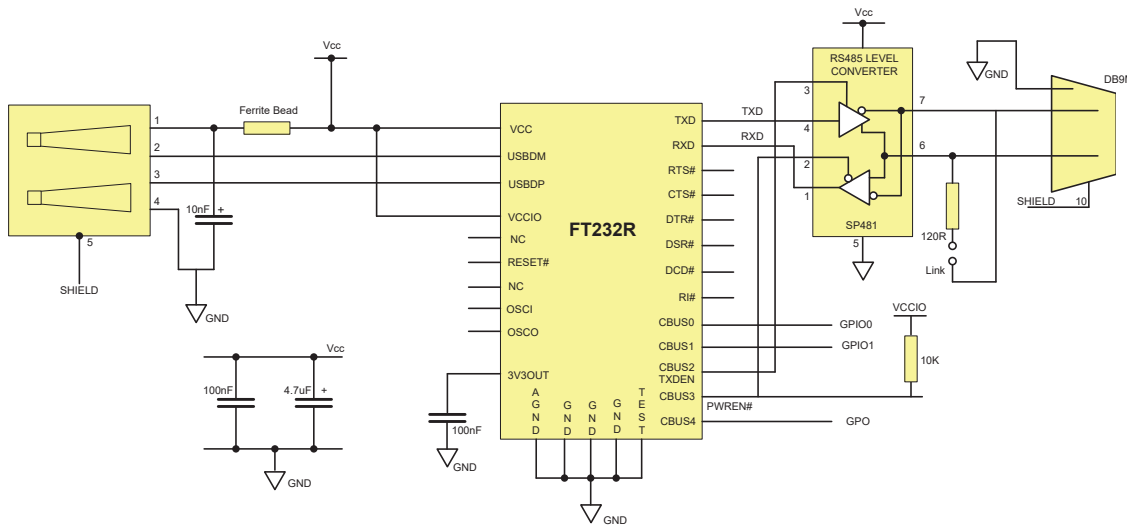 Vcc
Vcc
GND
RS485 LEVEL
CONVERTER
DB9M
Ferrite Bead
1
2
3
4
5
SHIELD
10nF
+
GND
Vcc
100nF
4.7uF
+
GND
FT232R
VCC
USBDM
USBDP
VCCIO
NC
RESET#
NC
OSCI
OSCO
3V3OUT
100nF
GND
AGND
GND
GND
GND
TEST
GND
TXD
RXD
RTS#
CTS#
DTR#
DSR#
DCD#
RI#
CBUS0
CBUS1
CBUS2
TXDEN
CBUS3
CBUS4
TXD
RXD
GPIO0
GPIO1
PWREN#
GPO
3
4
2
1
7
6
SP481
5
120R
Link
SHIELD
10
VCCIO
10K